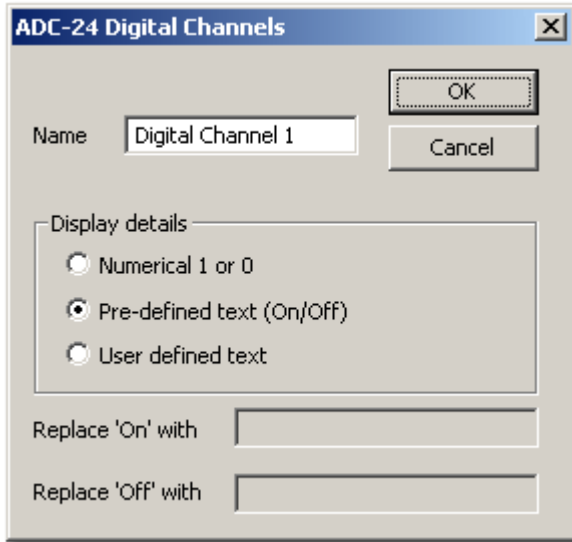 ADC-24 Digital Channels
OK
Name Digital Channel 1
Cancel
Display details
Numerical 1 or 0
Pre-defined text (On/Off)
User defined text
Replace 'On' with
Replace 'Off' with